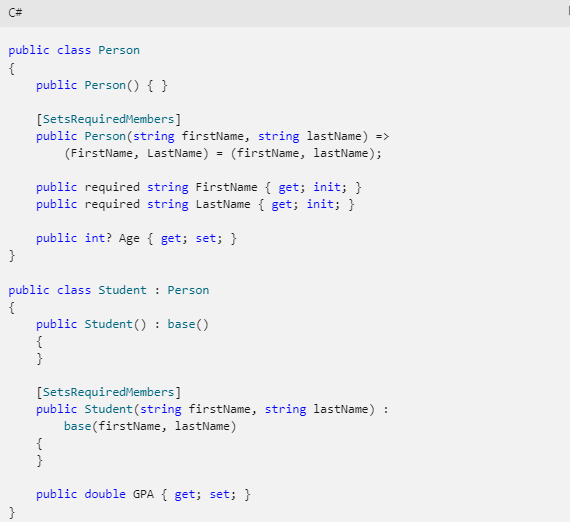 C#
public class Person
{
    public Person() { }
    [SetsRequiredMembers]
    public Person(string firstName, string lastName) =>
        (FirstName, LastName) = (firstName, lastName);
    public required string FirstName { get; init; }
    public required string LastName { get; init; }
    public int? Age { get; set; }
}
public class Student : Person
{
    public Student() : base()
    {
    }
    [SetsRequiredMembers]
    public Student(string firstName, string lastName) :
        base(firstName, lastName)
    {
    }
    public double GPA { get; set; }
}